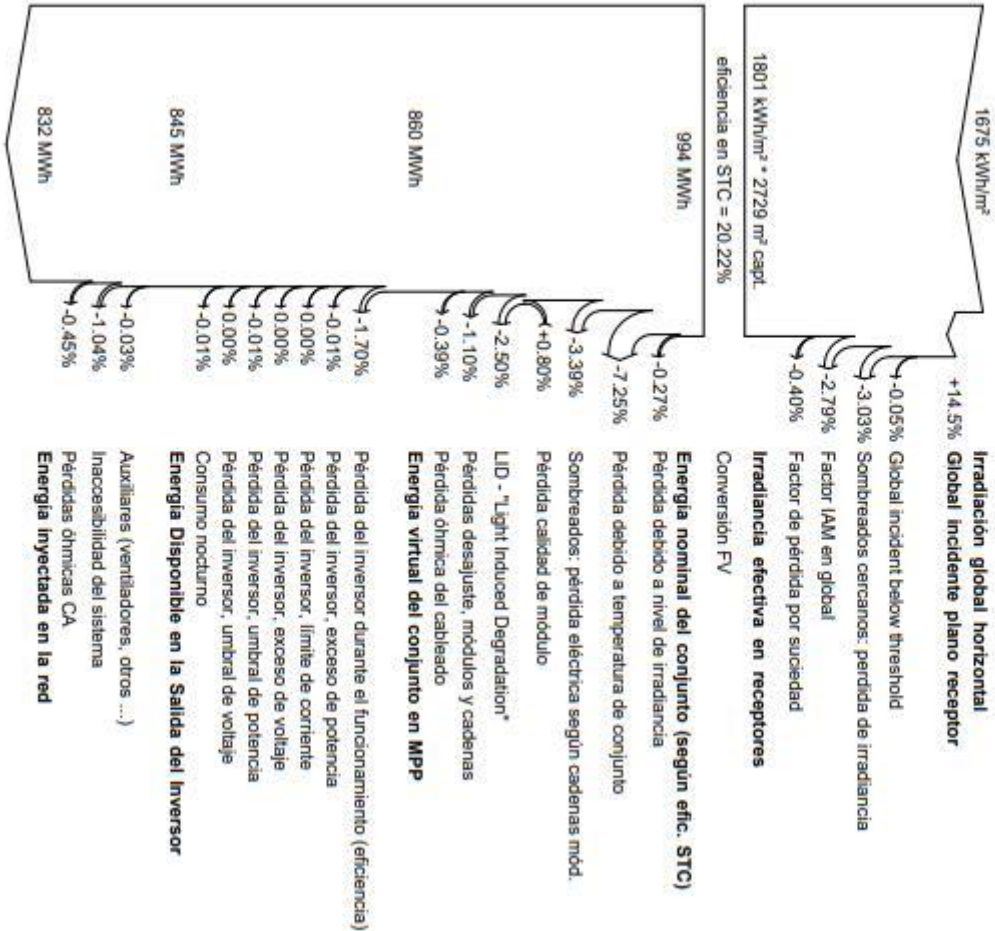 1675 kWh/m²
Irradiación global horizontal
+14.5% Global incidente plano receptor
-0.05% Global incident below threshold
-3.03% Sombreados cercanos: perdida de irradiancia
-2.79% Factor IAM en global
-0.40% Factor de pérdida por suciedad
1801 kWh/m² * 2729 m² capt.
Irradiancia efectiva en receptores
eficiencia en STC = 20.22%
Conversión FV
994 MWh
Energía nominal del conjunto (según efic. STC)
-0.27% Pérdida debido a nivel de irradiancia
-7.25% Pérdida debido a temperatura de conjunto
-3.39% Sombreados: pérdida eléctrica según cadenas mód.
+0.80% Pérdida calidad de módulo
-2.50% LID - "Light Induced Degradation"
-1.10% Pérdidas desajuste, módulos y cadenas
-0.39% Pérdida óhmica del cableado
860 MWh
Energía virtual del conjunto en MPP
-1.70% Pérdida del inversor durante el funcionamiento (eficiencia)
-0.01% Pérdida del inversor, exceso de potencia
0.00% Pérdida del inversor, límite de corriente
0.00% Pérdida del inversor, exceso de voltaje
-0.01% Pérdida del inversor, umbral de potencia
0.00% Pérdida del inversor, umbral de voltaje
-0.01% Consumo nocturno
845 MWh
Energía Disponible en la Salida del Inversor
-0.03% Auxiliares (ventiladores, otros ...)
-1.04% Inaccesibilidad del sistema
-0.45% Pérdidas óhmicas CA
832 MWh
Energía inyectada en la red